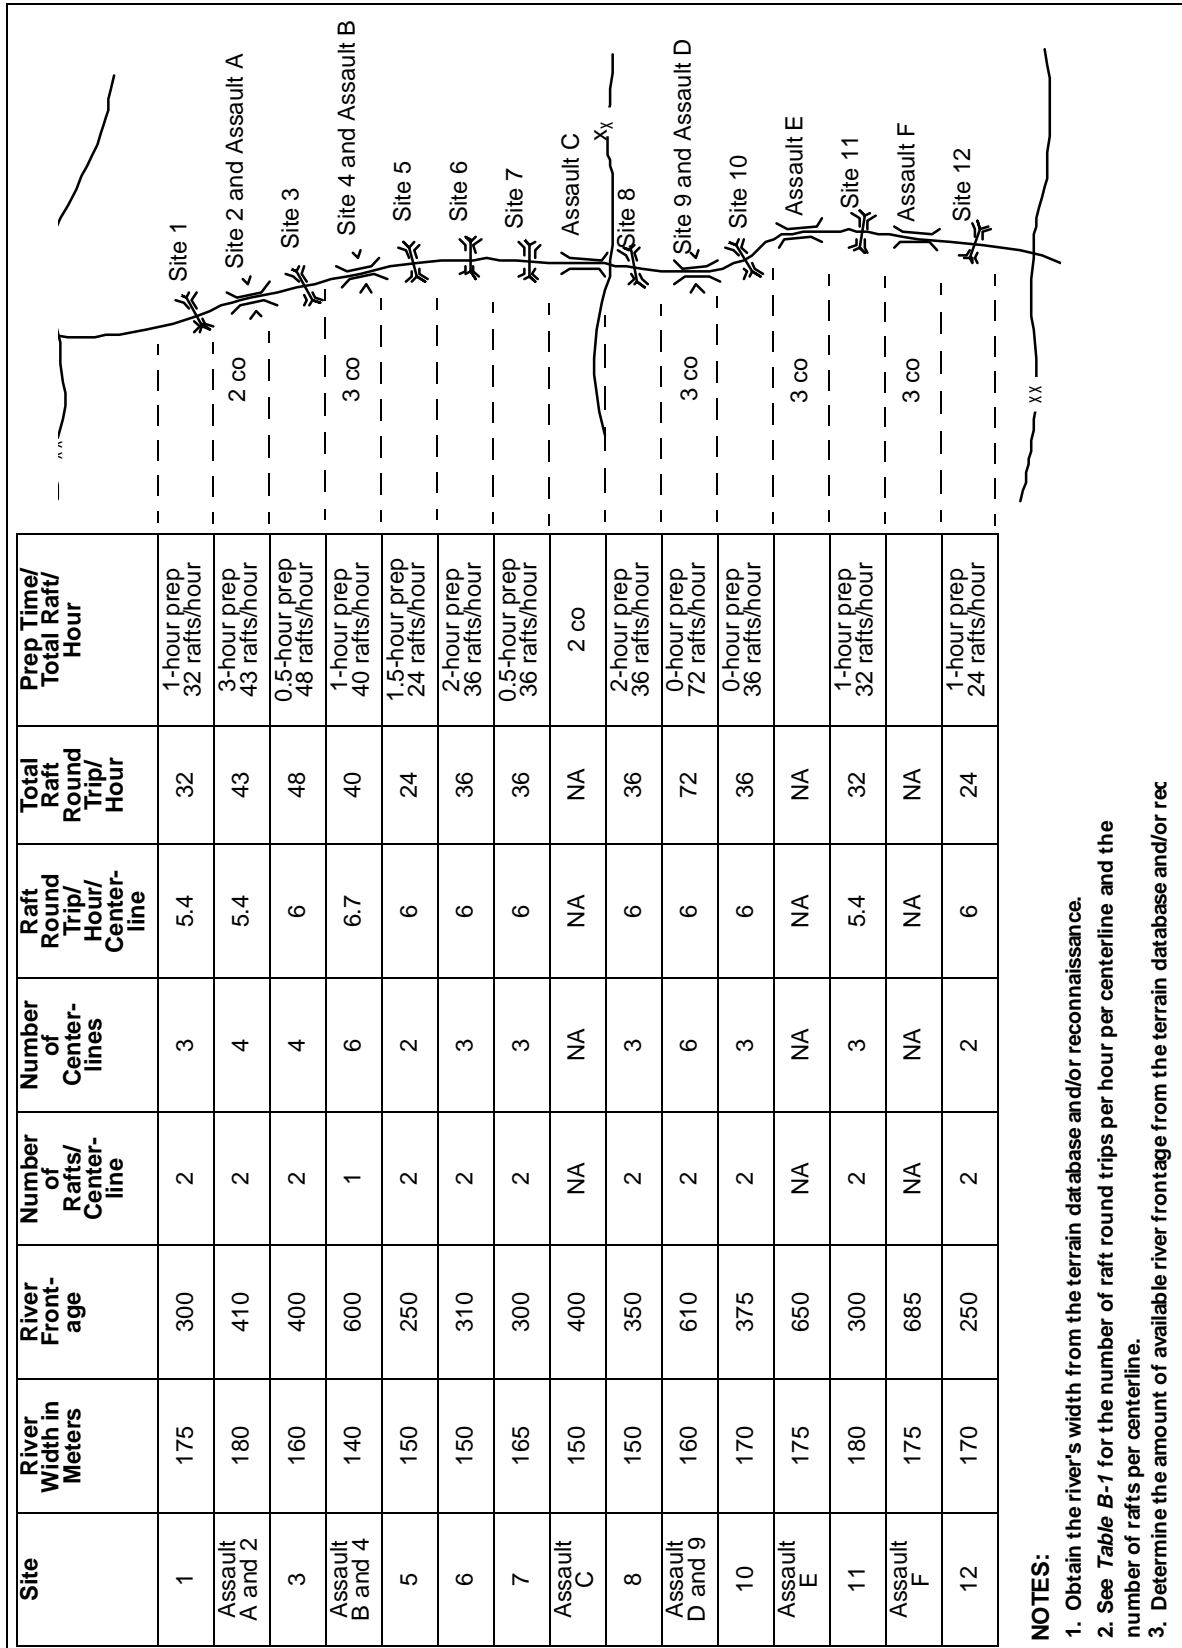 Site
River
Width in
Meters
River
Front-
age
Number
of
Rafts/
Center-
line
Number
of
Center-
lines
Raft
Round
Trip/
Hour/
Center-
line
Total
Raft
Round
Trip/
Hour
Prep Time/
Total Raft/
Hour
1
175
300
2
3
5.4
32
1-hour prep
32 rafts/hour
Assault
A and 2
180
410
2
4
5.4
43
3-hour prep
43 rafts/hour
3
160
400
2
4
6
48
0.5-hour prep
48 rafts/hour
Assault
B and 4
140
600
1
6
6.7
40
1-hour prep
40 rafts/hour
5
150
250
2
2
6
24
1.5-hour prep
24 rafts/hour
6
150
310
2
3
6
36
2-hour prep
36 rafts/hour
7
165
300
2
3
6
36
0.5-hour prep
36 rafts/hour
Assault
C
150
400
NA
NA
NA
NA
2 co
8
150
350
2
3
6
36
2-hour prep
36 rafts/hour
Assault
D and 9
160
610
2
6
6
72
0-hour prep
72 rafts/hour
10
170
375
2
3
6
36
0-hour prep
36 rafts/hour
Assault
E
175
650
NA
NA
NA
NA
11
180
300
2
3
5.4
32
1-hour prep
32 rafts/hour
Assault
F
175
685
NA
NA
NA
NA
12
170
250
2
2
6
24
1-hour prep
24 rafts/hour
2 co
3 co
3 co
3 co
3 co
Site 1
Site 2 and Assault A
Site 3
Site 4 and Assault B
Site 5
Site 6
Site 7
Assault C
XX
Site 8
Site 9 and Assault D
Site 10
Assault E
Site 11
Assault F
Site 12
XX
NOTES:
1. Obtain the river's width from the terrain database and/or reconnaissance.
2. See Table B-1 for the number of raft round trips per hour per centerline and the
number of rafts per centerline.
3. Determine the amount of available river frontage from the terrain database and/or rec